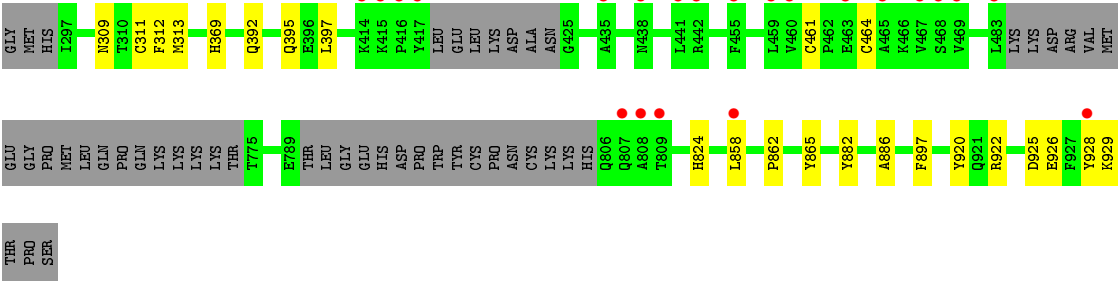 GLY MET HIS I297 N309 T310 C311 F312 M313 H369 Q392 Q395 E396 L397 K414 K415 P416 Y417 LEU GLU LEU LYS ASP ALA ASN G425 A435 N438 L441 R442 F455 L459 V460 C461 P462 E463 C464 A465 K466 V467 S468 V469 L483 LYS LYS ASP ARG VAL MET
GLU GLY PRO MET LEU GLN PRO GLN LYS LYS LYS LYS THR T775 E789 THR LEU GLY GLU HIS ASP PRO TRP TYR CYS PRO ASN CYS LYS LYS HIS Q806 Q807 A808 T809 H824 L858 P862 Y865 Y882 A886 F897 Y920 Q921 R922 D925 E926 F927 Y928 K929
THR PRO SER